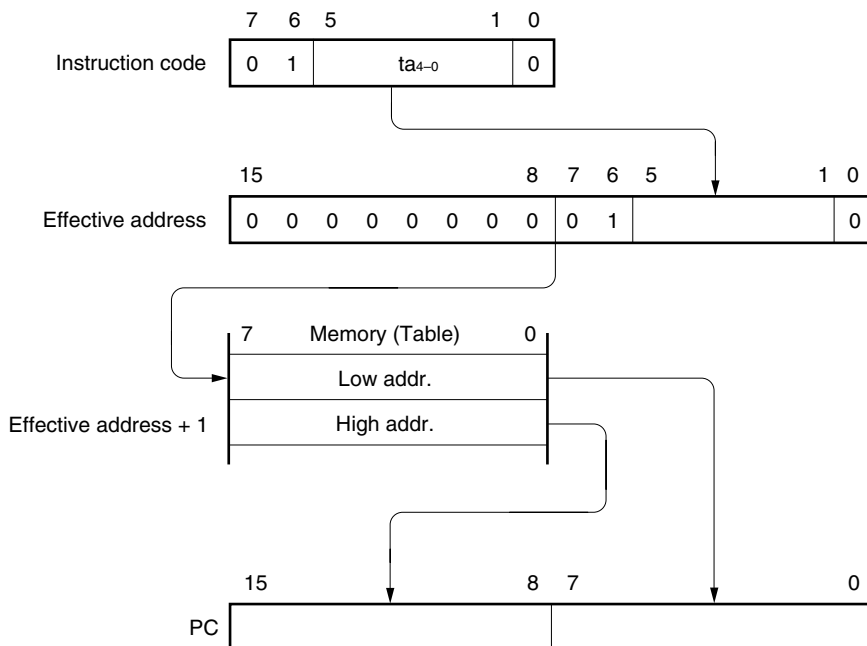 7 6 5 1 0
Instruction code 0 1 ta4–0 0
15 8 7 6 5 1 0
Effective address 0 0 0 0 0 0 0 0 0 1 0
7 Memory (Table) 0
Low addr.
Effective address + 1 High addr.
15 8 7 0
PC